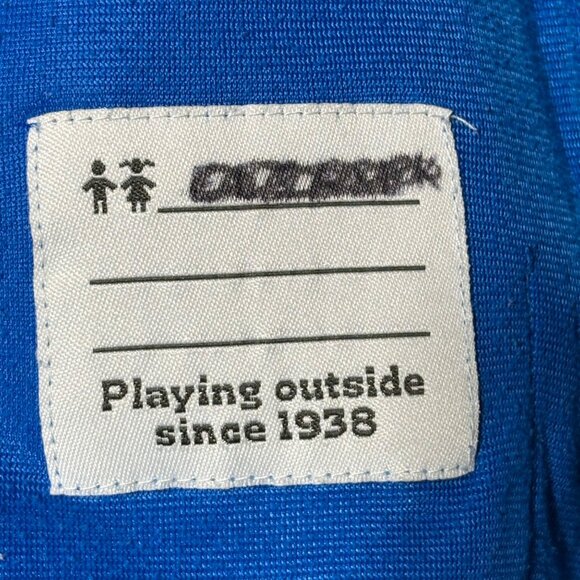 Playing outside
since 1938